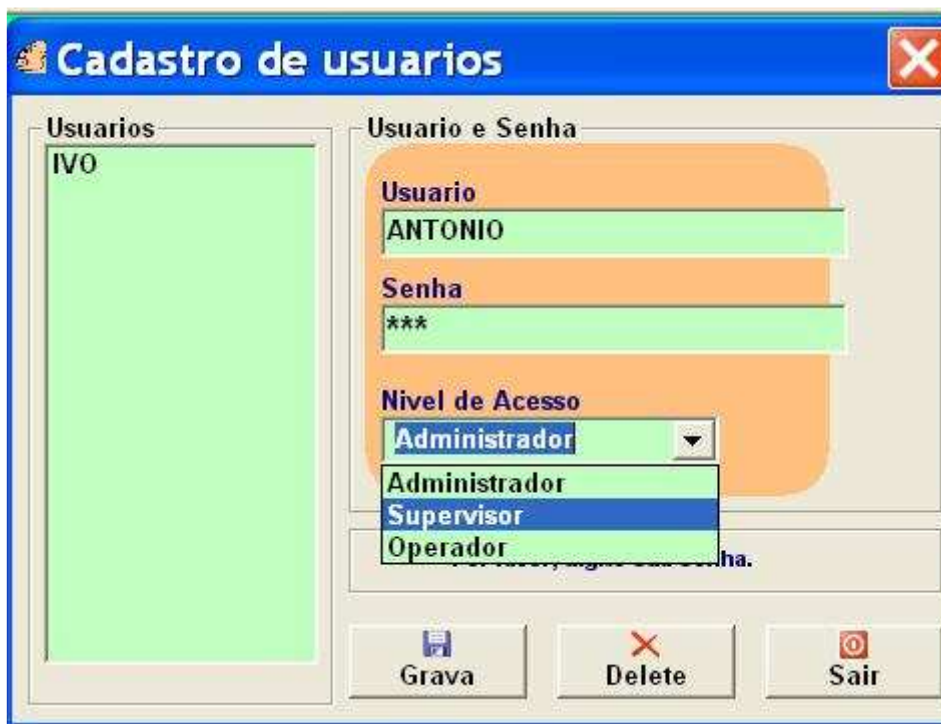 Cadastro de usuarios
Usuarios
IVO
Usuario e Senha
Usuario
ANTONIO
Senha
***
Nivel de Acesso
Administrador
Administrador
Supervisor
Operador
Grava
Delete
Sair